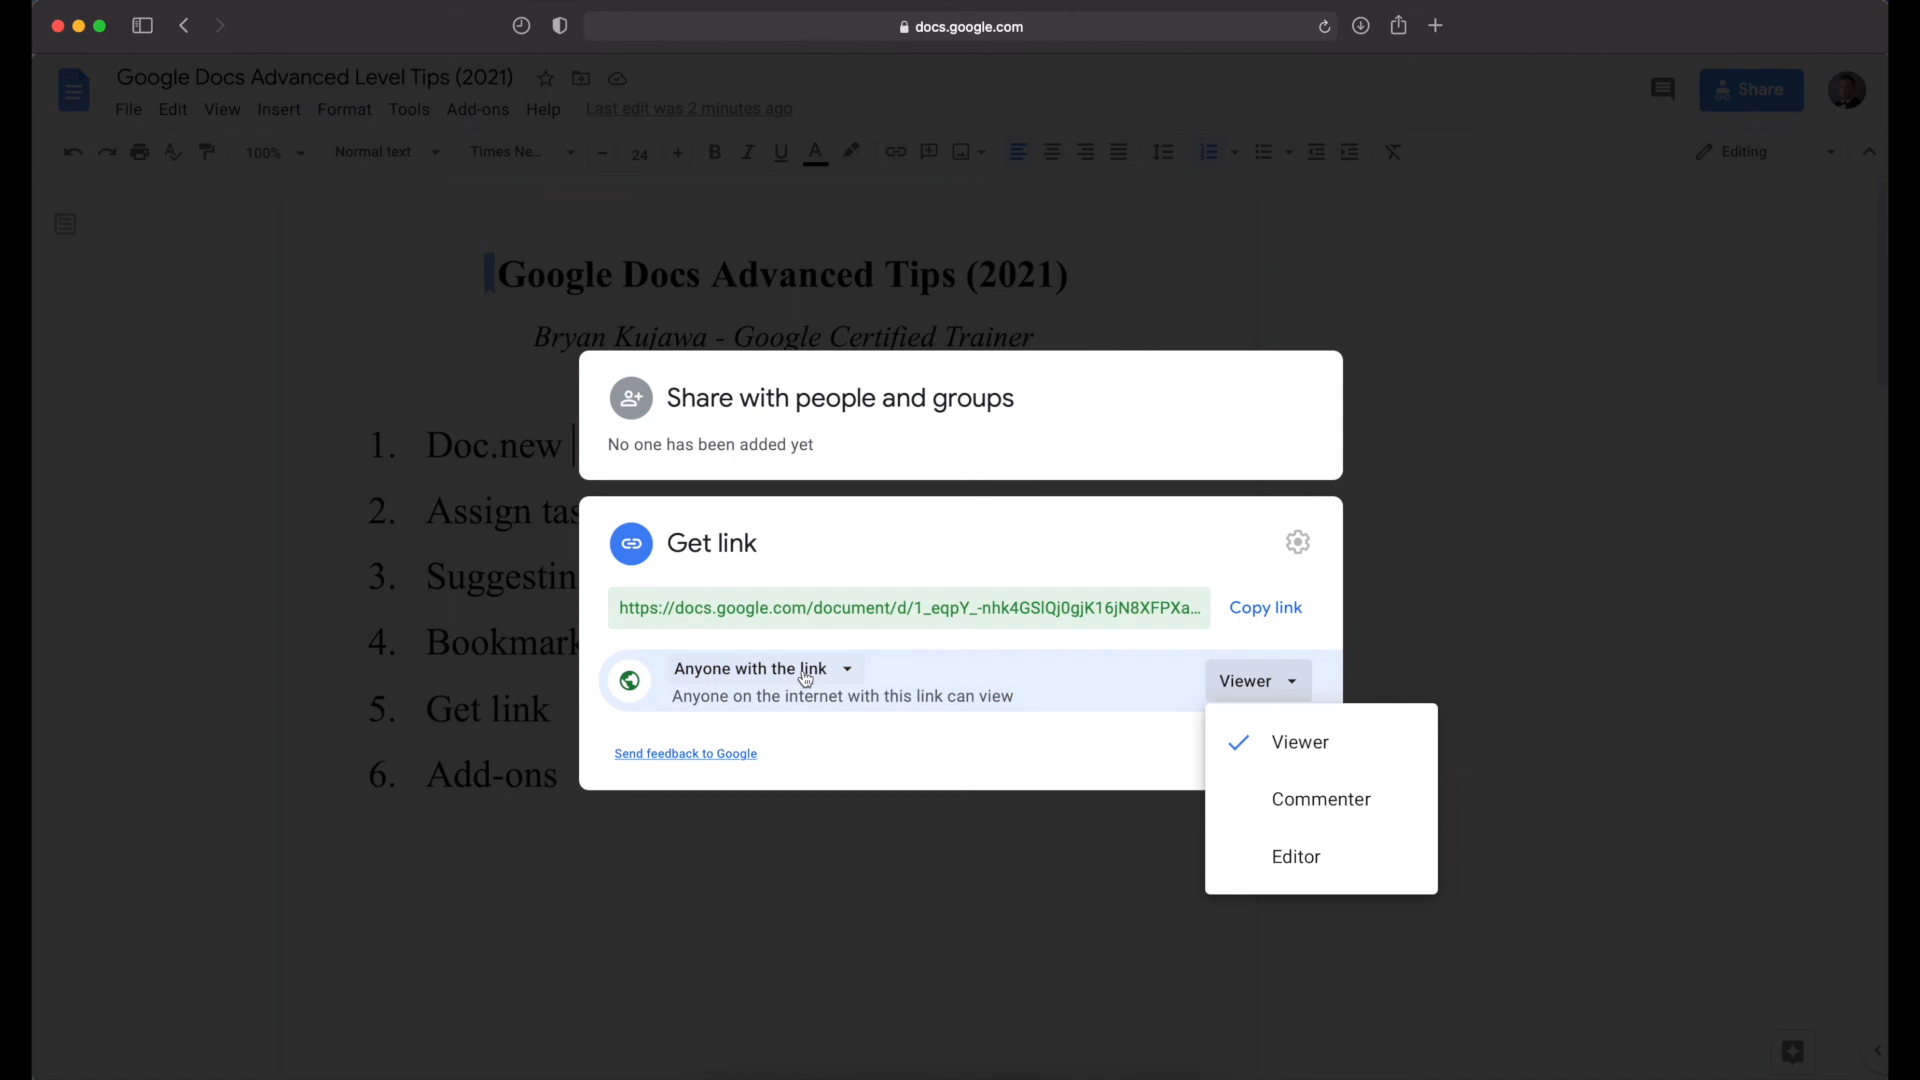 docs.google.com
Google Docs Advanced Level Tips (2021)
Share
File Edit View Insert Format Tools Add-ons Help Last edit was 2 minutes ago
100% Normal text Times Ne... 24 Editing
Google Docs Advanced Tips (2021)
Bryan Kujawa - Google Certified Trainer
1. Doc.new
2. Assign tas
3. Suggestin
4. Bookmark
5. Get link
6. Add-ons
Share with people and groups
No one has been added yet
Get link
https://docs.google.com/document/d/1_eqpY_-nhk4GSlQj0gjK16jN8XFPXa... Copy link
Anyone with the link
Anyone on the internet with this link can view
Viewer
Send feedback to Google
Viewer
Commenter
Editor